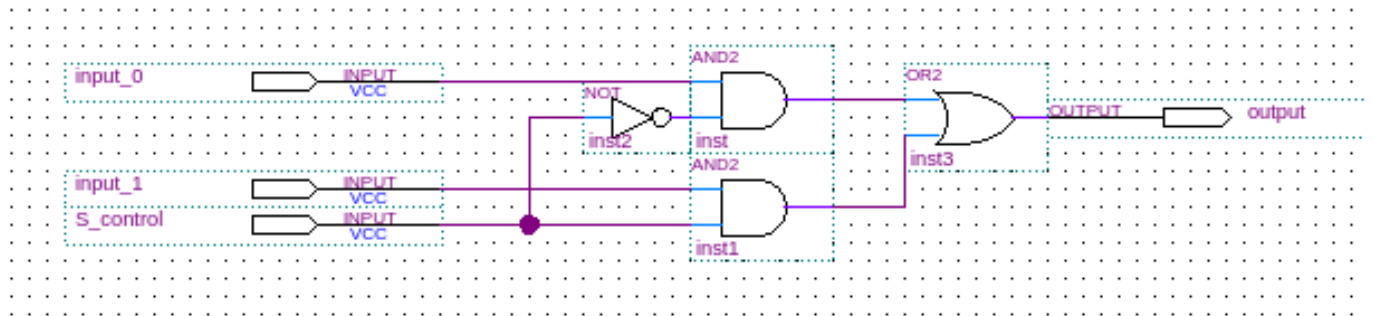 input_0
INPUT
VCC
NOT
inst2
AND2
inst
OR2
inst3
OUTPUT
output
input_1
INPUT
VCC
S_control
INPUT
VCC
AND2
inst1